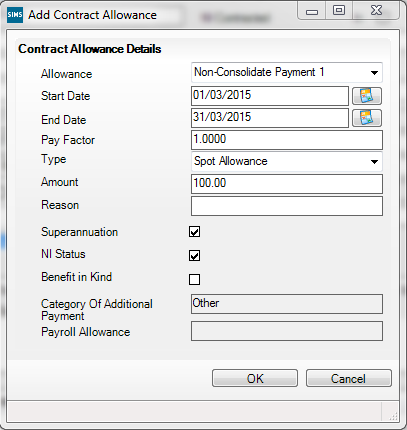 SIMS Add Contract Allowance
Contract Allowance Details
Allowance Non-Consolidate Payment 1
Start Date 01/03/2015
End Date 31/03/2015
Pay Factor 1.0000
Type Spot Allowance
Amount 100.00
Reason
Superannuation
NI Status
Benefit in Kind
Category Of Additional
Payment Other
Payroll Allowance
OK Cancel